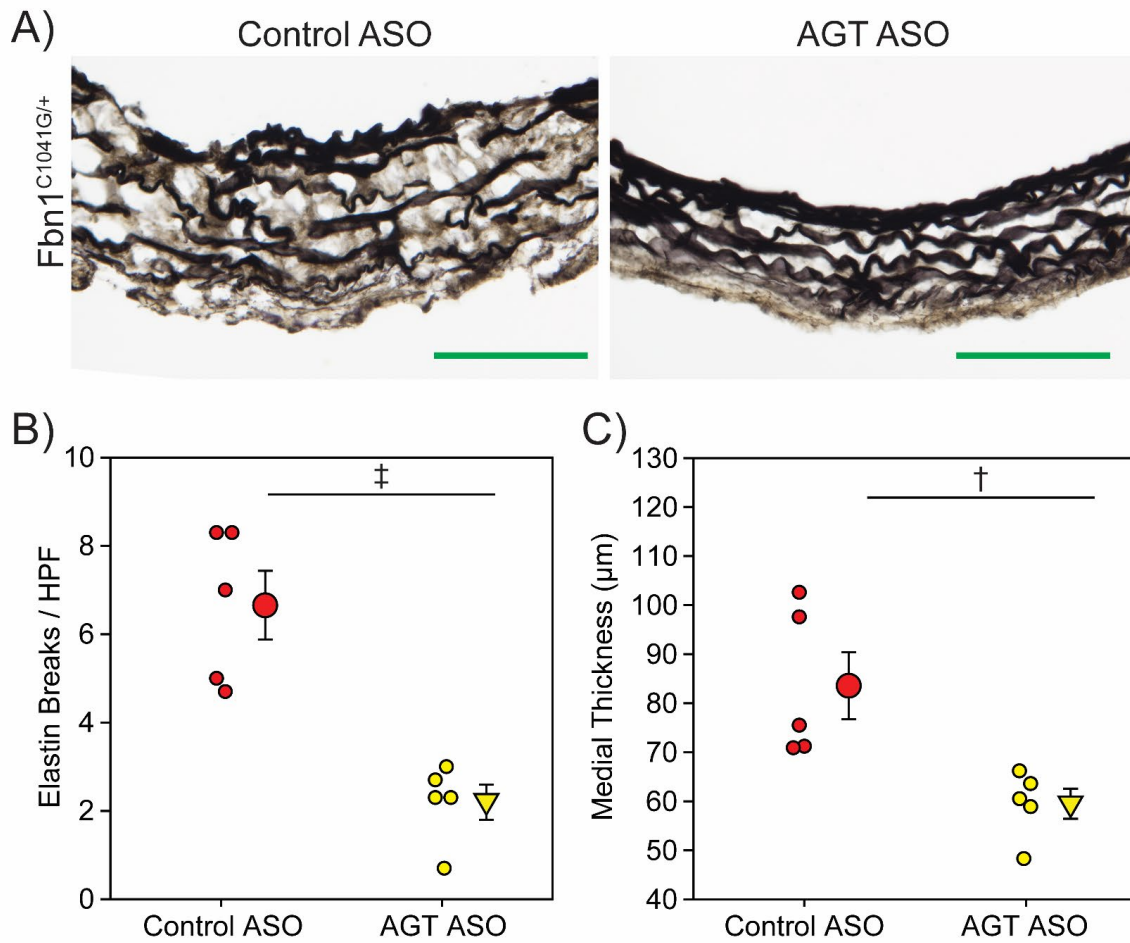 A)
Control ASO
AGT ASO
Fbn1C1041G/+
B)
Elastin Breaks / HPF
10
8
6
4
2
0
‡
Control ASO
AGT ASO
C)
Medial Thickness (µm)
130
120
110
100
90
80
70
60
50
40
†
Control ASO
AGT ASO